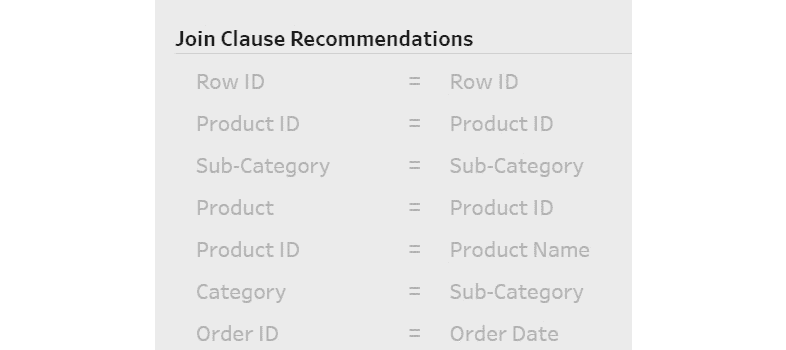 Join Clause Recommendations
Row ID = Row ID
Product ID = Product ID
Sub-Category = Sub-Category
Product = Product ID
Product ID = Product Name
Category = Sub-Category
Order ID = Order Date